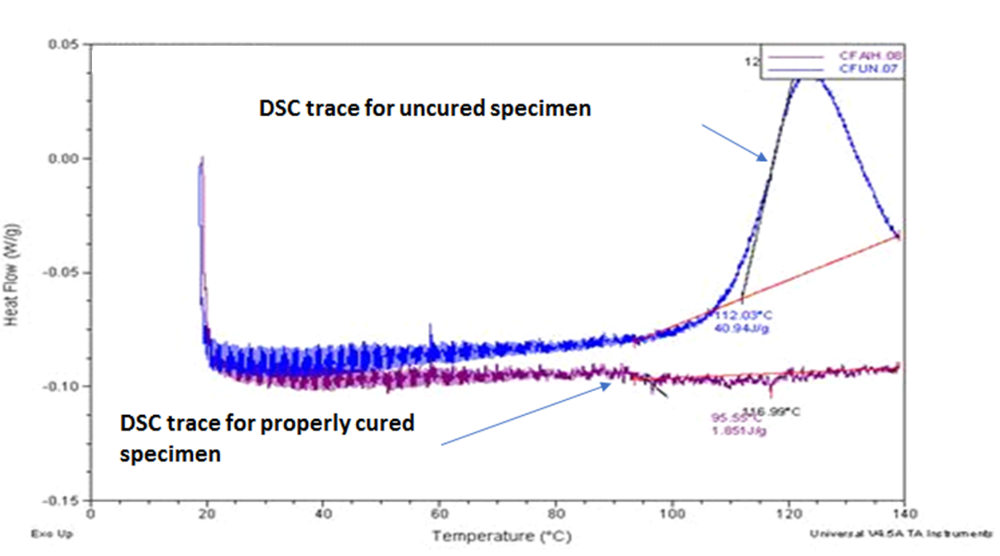 0.05
12
CFAIH.08
CFUN.07
DSC trace for uncured specimen
0.00
Heat Flow (W/g)
-0.05
112.03°C
40.94J/g
-0.10
DSC trace for properly cured
specimen
116.99°C
95.55°C
1.851J/g
-0.15
0 20 40 60 80 100 120 140
Exo Up
Temperature (°C)
Universal V4.5A TA Instruments